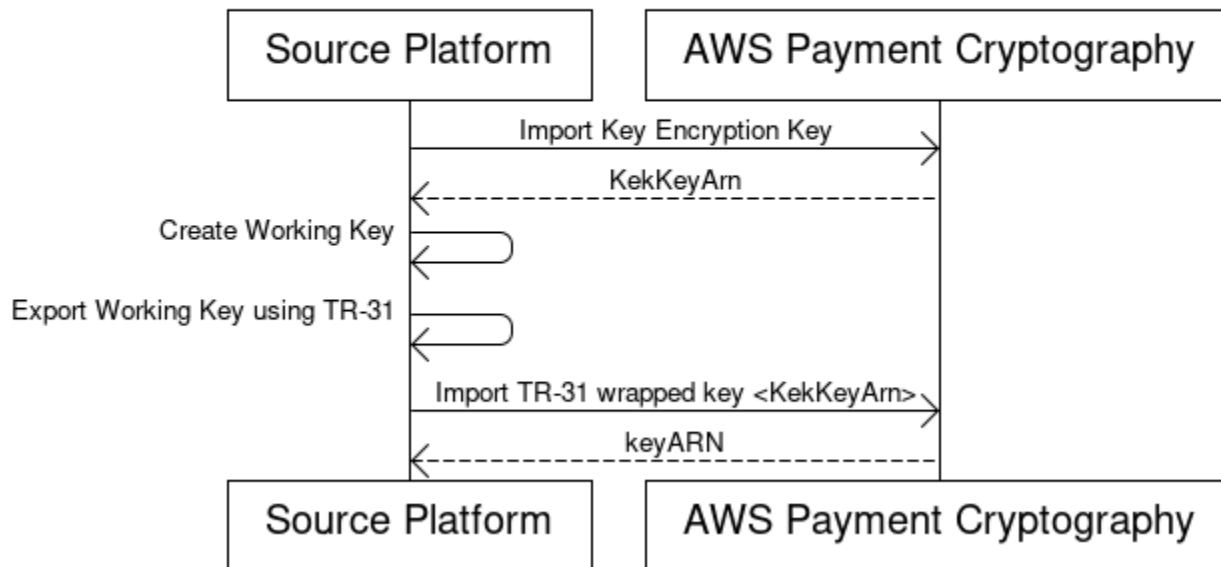 Source Platform
AWS Payment Cryptography
Import Key Encryption Key
KekKeyArn
Create Working Key
Export Working Key using TR-31
Import TR-31 wrapped key <KekKeyArn>
keyARN
Source Platform
AWS Payment Cryptography